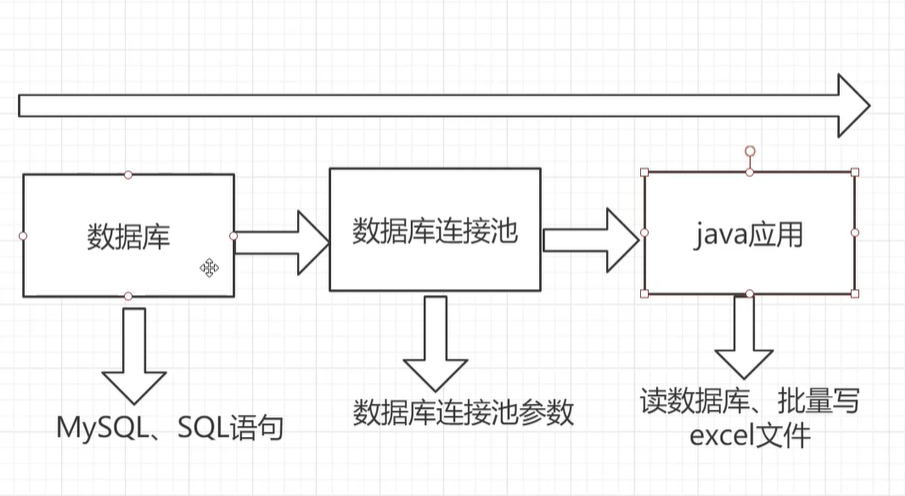 数据库
数据库连接池
java应用
MySQL、SQL语句
数据库连接池参数
读数据库、批量写
excel文件